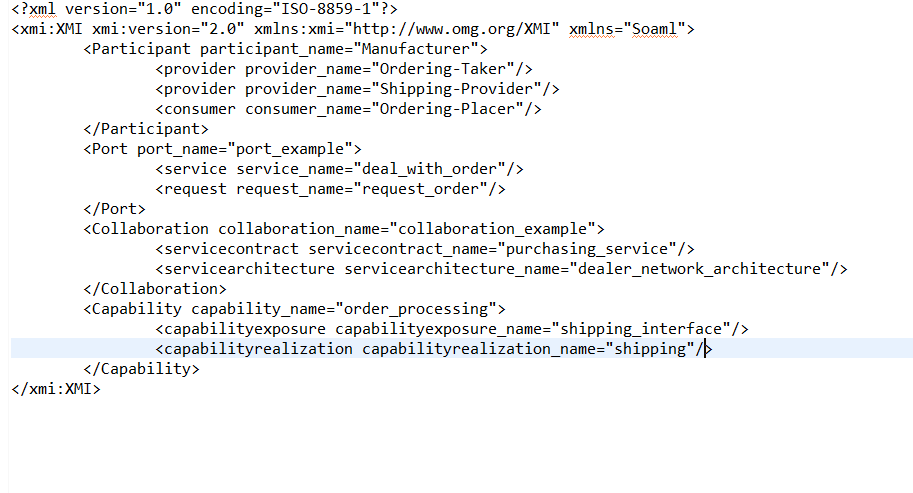 <?xml version="1.0" encoding="ISO-8859-1"?>
<xmi:XMI xmi:version="2.0" xmlns:xmi="http://www.omg.org/XMI" xmlns="Soaml">
<Participant participant_name="Manufacturer">
<provider provider_name="Ordering-Taker"/>
<provider provider_name="Shipping-Provider"/>
<consumer consumer_name="Ordering-Placer"/>
</Participant>
<Port port_name="port_example">
<service service_name="deal_with_order"/>
<request request_name="request_order"/>
</Port>
<Collaboration collaboration_name="collaboration_example">
<servicecontract servicecontract_name="purchasing_service"/>
<servicearchitecture servicearchitecture_name="dealer_network_architecture"/>
</Collaboration>
<Capability capability_name="order_processing">
<capabilityexposure capabilityexposure_name="shipping_interface"/>
<capabilityrealization capabilityrealization_name="shipping"/>
</Capability>
</xmi:XMI>